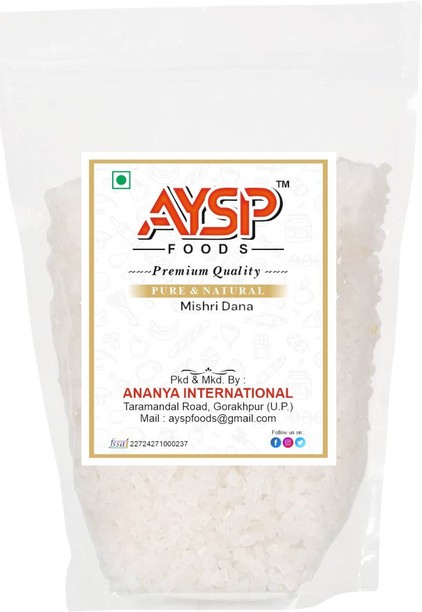 AYSP™
FOODS
~~~Premium Quality ~~~
PURE & NATURAL
Mishri Dana
Pkd & Mkd. By :
ANANYA INTERNATIONAL
Taramandal Road, Gorakhpur (U.P.)
Mail : ayspfoods@gmail.com
Follow us on :
fssai 22724271000237